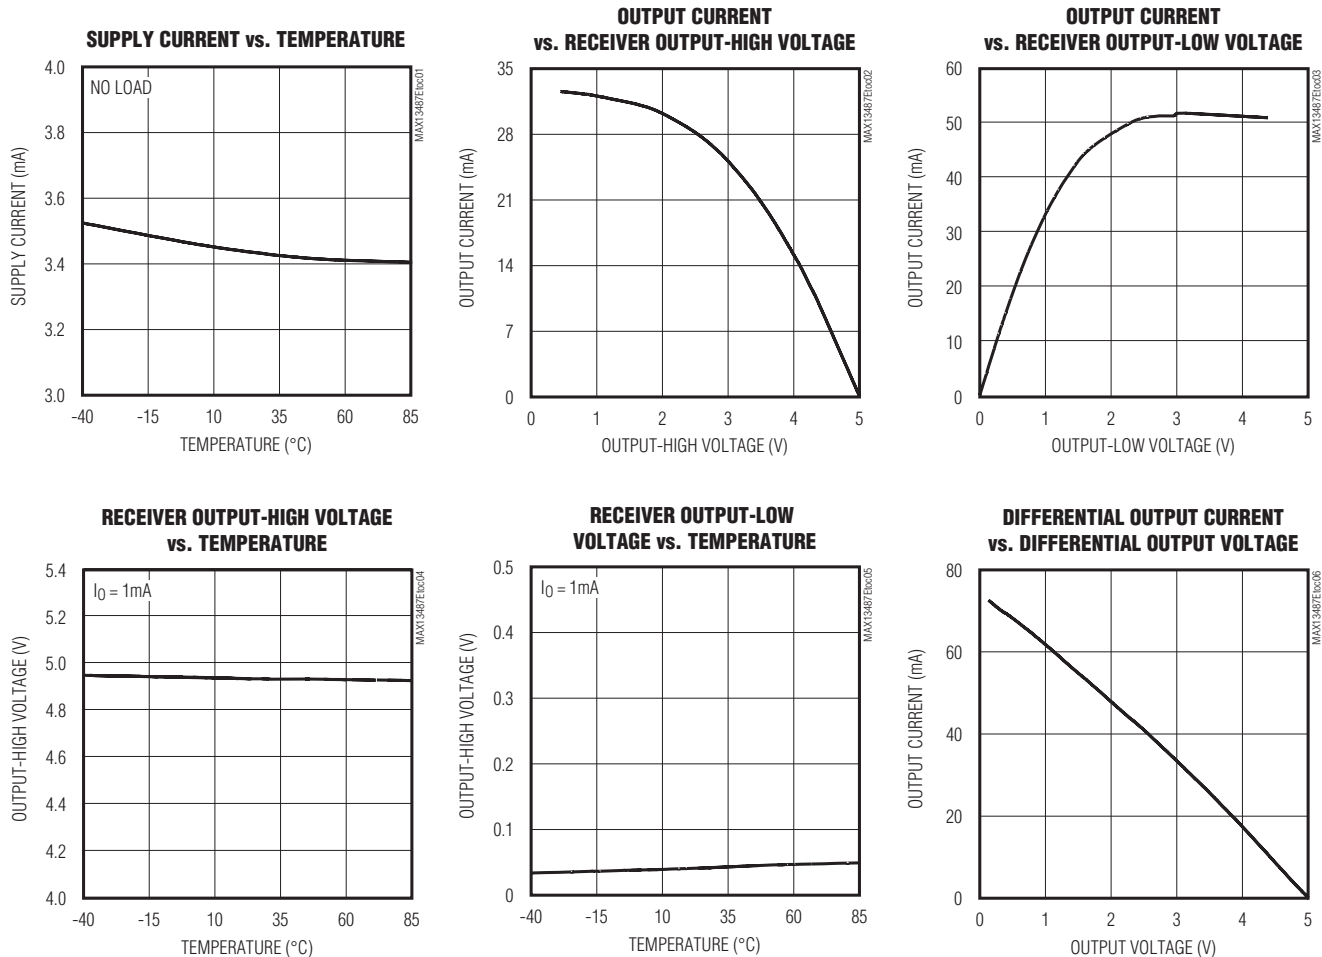 SUPPLY CURRENT vs. TEMPERATURE
4.0
3.8
3.6
3.4
3.2
3.0
SUPPLY CURRENT (mA)
NO LOAD
MAX13487Etoc01
-40 -15 10 35 60 85
TEMPERATURE (°C)
OUTPUT CURRENT
vs. RECEIVER OUTPUT-HIGH VOLTAGE
35
28
21
14
7
0
OUTPUT CURRENT (mA)
MAX13487Etoc02
0 1 2 3 4 5
OUTPUT-HIGH VOLTAGE (V)
OUTPUT CURRENT
vs. RECEIVER OUTPUT-LOW VOLTAGE
60
50
40
30
20
10
0
OUTPUT CURRENT (mA)
MAX13487Etoc03
0 1 2 3 4 5
OUTPUT-LOW VOLTAGE (V)
RECEIVER OUTPUT-HIGH VOLTAGE
vs. TEMPERATURE
5.4
5.2
5.0
4.8
4.6
4.4
4.2
4.0
OUTPUT-HIGH VOLTAGE (V)
I0 = 1mA
MAX13487Etoc04
-40 -15 10 35 60 85
TEMPERATURE (°C)
RECEIVER OUTPUT-LOW
VOLTAGE vs. TEMPERATURE
0.5
0.4
0.3
0.2
0.1
0
OUTPUT-HIGH VOLTAGE (V)
I0 = 1mA
MAX13487Etoc05
-40 -15 10 35 60 85
TEMPERATURE (°C)
DIFFERENTIAL OUTPUT CURRENT
vs. DIFFERENTIAL OUTPUT VOLTAGE
80
60
40
20
0
OUTPUT CURRENT (mA)
MAX13487Etoc06
0 1 2 3 4 5
OUTPUT VOLTAGE (V)